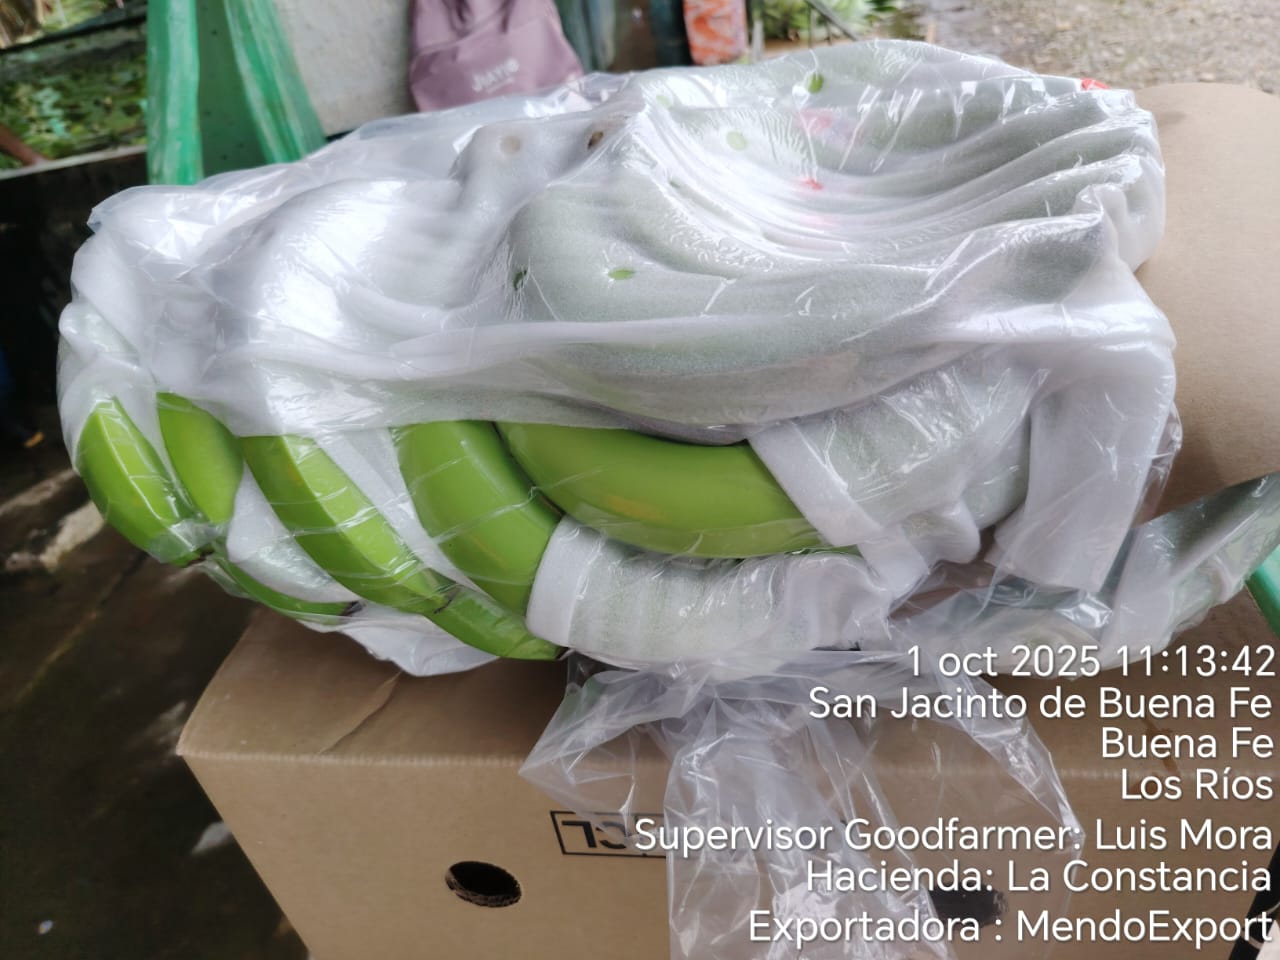 1 oct 2025 11:13:42
San Jacinto de Buena Fe
Buena Fe
Los Ríos
Supervisor Goodfarmer: Luis Mora
Hacienda: La Constancia
Exportadora : MendoExport